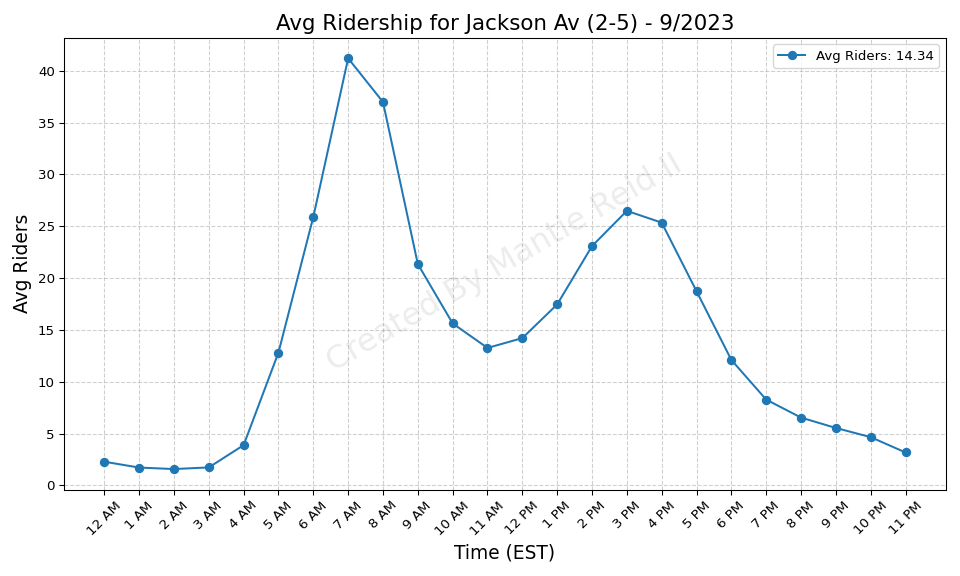 Avg Ridership for Jackson Av (2-5) - 9/2023
Avg Riders: 14.34
Avg Riders
40
35
30
25
20
15
10
5
0
Created By Mantle Reid II
12 AM
1 AM
2 AM
3 AM
4 AM
5 AM
6 AM
7 AM
8 AM
9 AM
10 AM
11 AM
12 PM
1 PM
2 PM
3 PM
4 PM
5 PM
6 PM
7 PM
8 PM
9 PM
10 PM
11 PM
Time (EST)